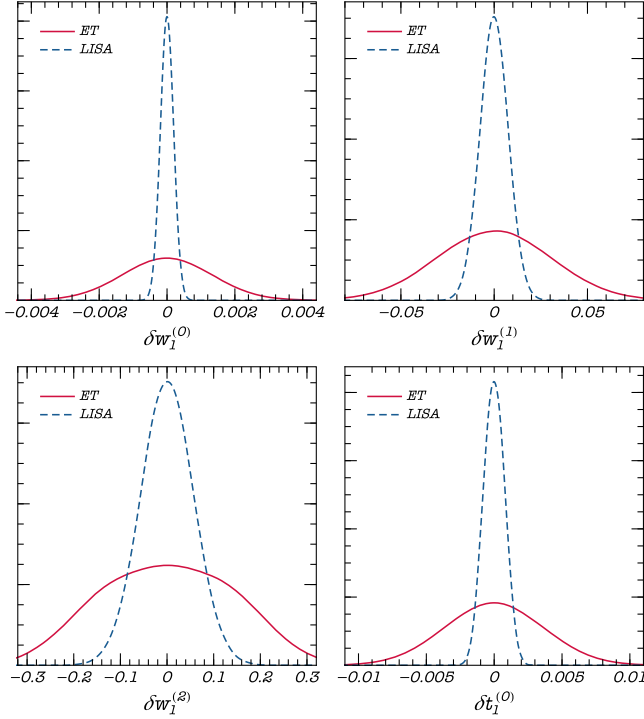 ET
LISA
-0.004 -0.002 0 0.002 0.004
δw₁⁽⁰⁾
ET
LISA
-0.05 0 0.05
δw₁⁽¹⁾
ET
LISA
-0.3 -0.2 -0.1 0 0.1 0.2 0.3
δw₁⁽²⁾
ET
LISA
-0.01 -0.005 0 0.005 0.01
δt₁⁽⁰⁾